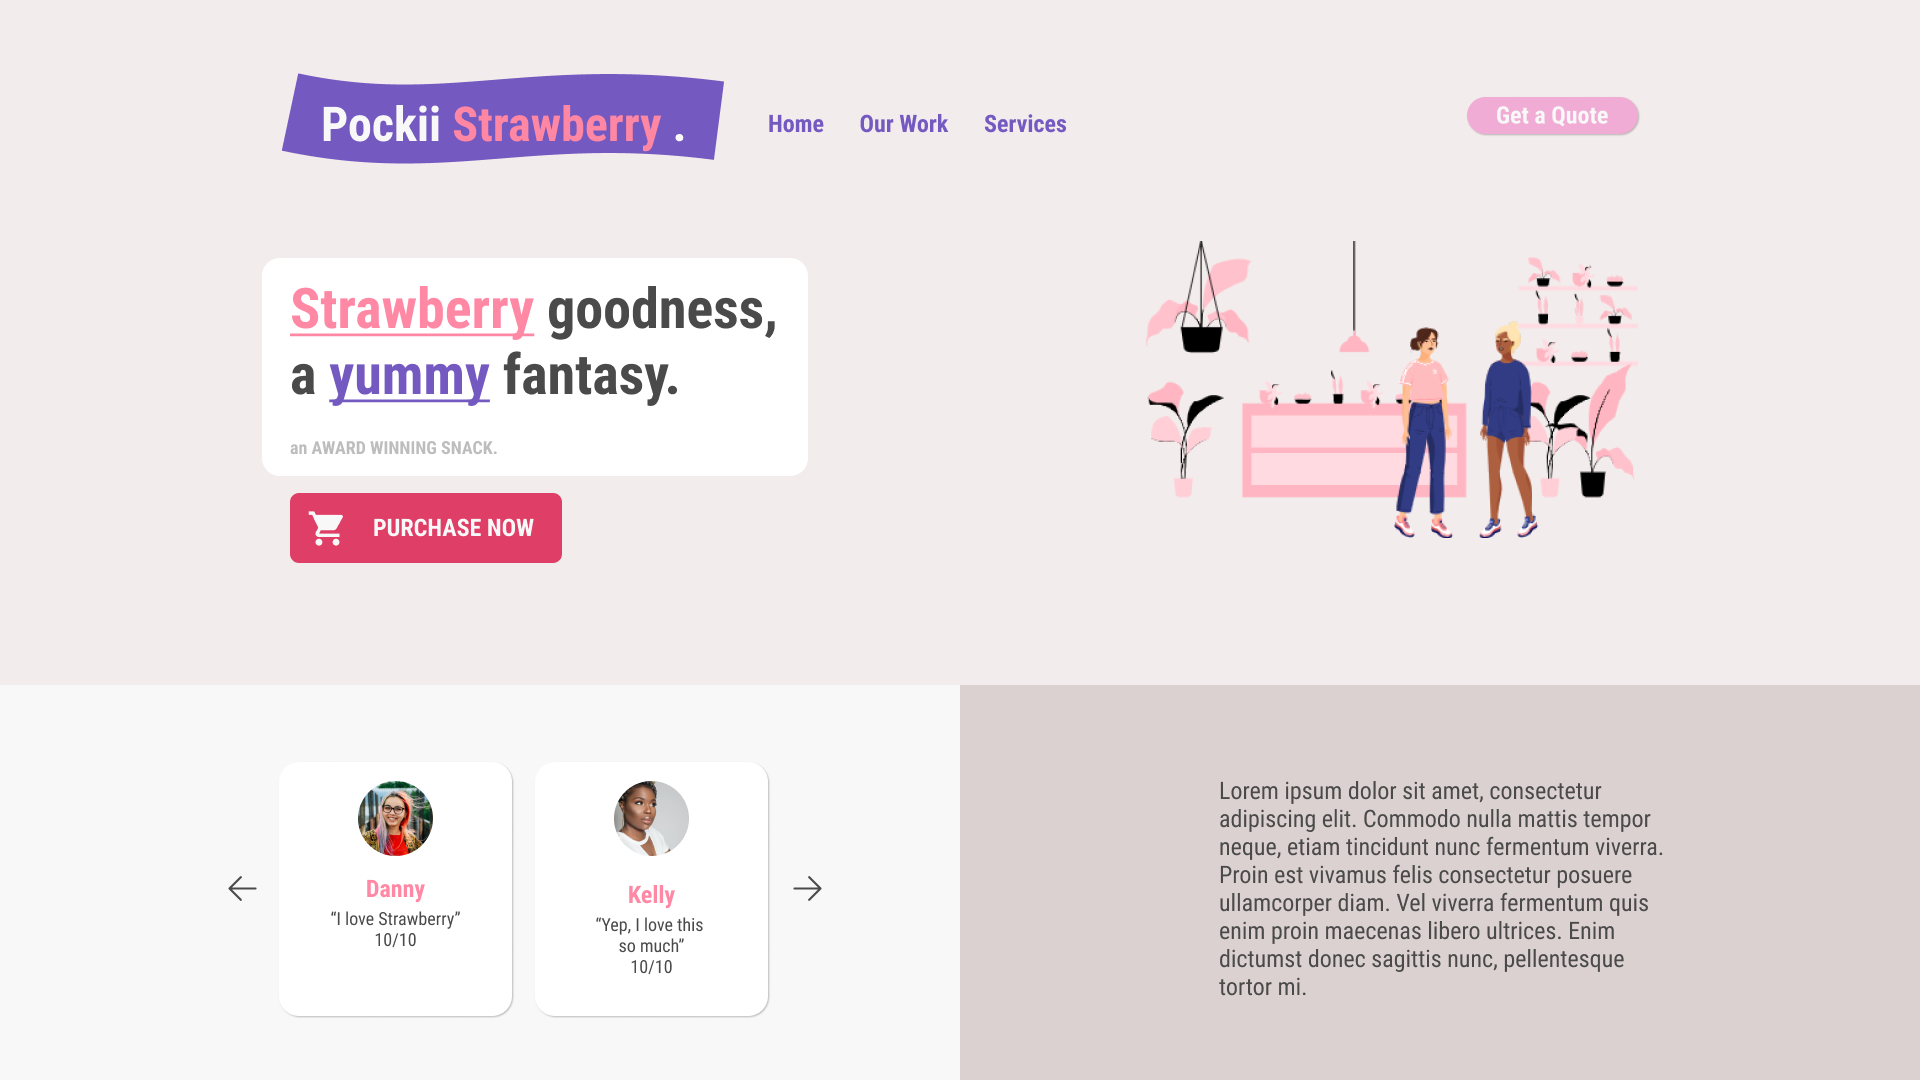 Pockii Strawberry .
Home
Our Work
Services
Get a Quote
Strawberry goodness,
a yummy fantasy.
an AWARD WINNING SNACK.
PURCHASE NOW
Danny
“I love Strawberry”
10/10
Kelly
“Yep, I love this
so much”
10/10
Lorem ipsum dolor sit amet, consectetur
adipiscing elit. Commodo nulla mattis tempor
neque, etiam tincidunt nunc fermentum viverra.
Proin est vivamus felis consectetur posuere
ullamcorper diam. Vel viverra fermentum quis
enim proin maecenas libero ultrices. Enim
dictumst donec sagittis nunc, pellentesque
tortor mi.